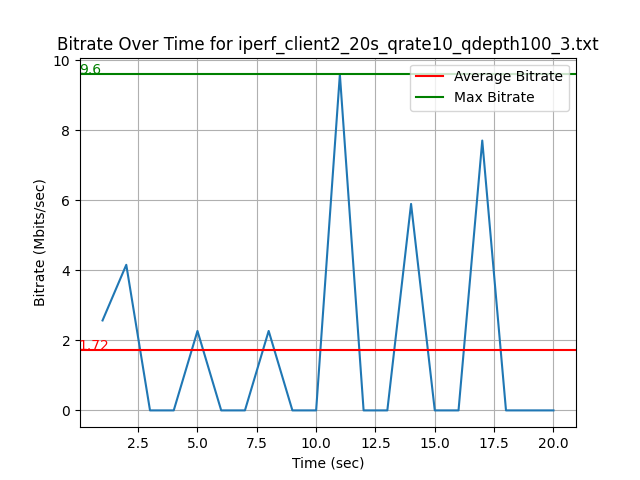 Bitrate Over Time for iperf_client2_20s_qrate10_qdepth100_3.txt
10
9.6
Average Bitrate
Max Bitrate
8
6
4
2
1.72
0
Bitrate (Mbits/sec)
2.5 5.0 7.5 10.0 12.5 15.0 17.5 20.0
Time (sec)